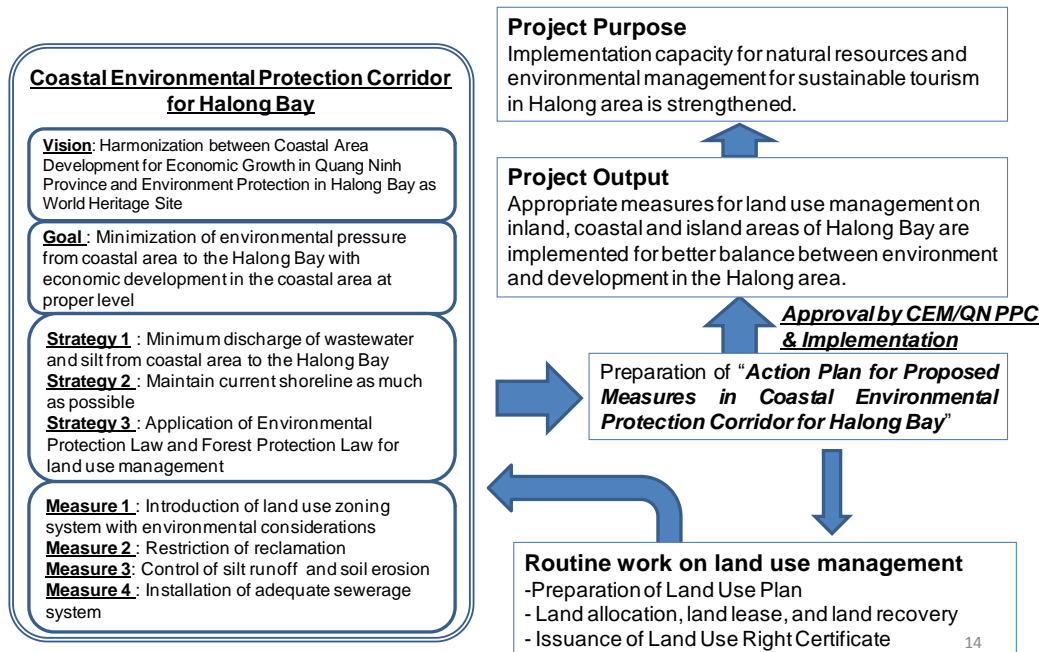 Coastal Environmental Protection Corridor
for Halong Bay
Vision: Harmonization between Coastal Area
Development for Economic Growth in Quang Ninh
Province and Environment Protection in Halong Bay as
World Heritage Site
Goal : Minimization of environmental pressure
from coastal area to the Halong Bay with
economic development in the coastal area at
proper level
Strategy 1 : Minimum discharge of wastewater
and silt from coastal area to the Halong Bay
Strategy 2 : Maintain current shoreline as much
as possible
Strategy 3 : Application of Environmental
Protection Law and Forest Protection Law for
land use management
Measure 1 : Introduction of land use zoning
system with environmental considerations
Measure 2 : Restriction of reclamation
Measure 3: Control of silt runoff and soil erosion
Measure 4 : Installation of adequate sewerage
system
Project Purpose
Implementation capacity for natural resources and
environmental management for sustainable tourism
in Halong area is strengthened.
Project Output
Appropriate measures for land use management on
inland, coastal and island areas of Halong Bay are
implemented for better balance between environment
and development in the Halong area.
Approval by CEM/QN PPC
& Implementation
Preparation of “Action Plan for Proposed
Measures in Coastal Environmental
Protection Corridor for Halong Bay”
Routine work on land use management
-Preparation of Land Use Plan
- Land allocation, land lease, and land recovery
- Issuance of Land Use Right Certificate
14